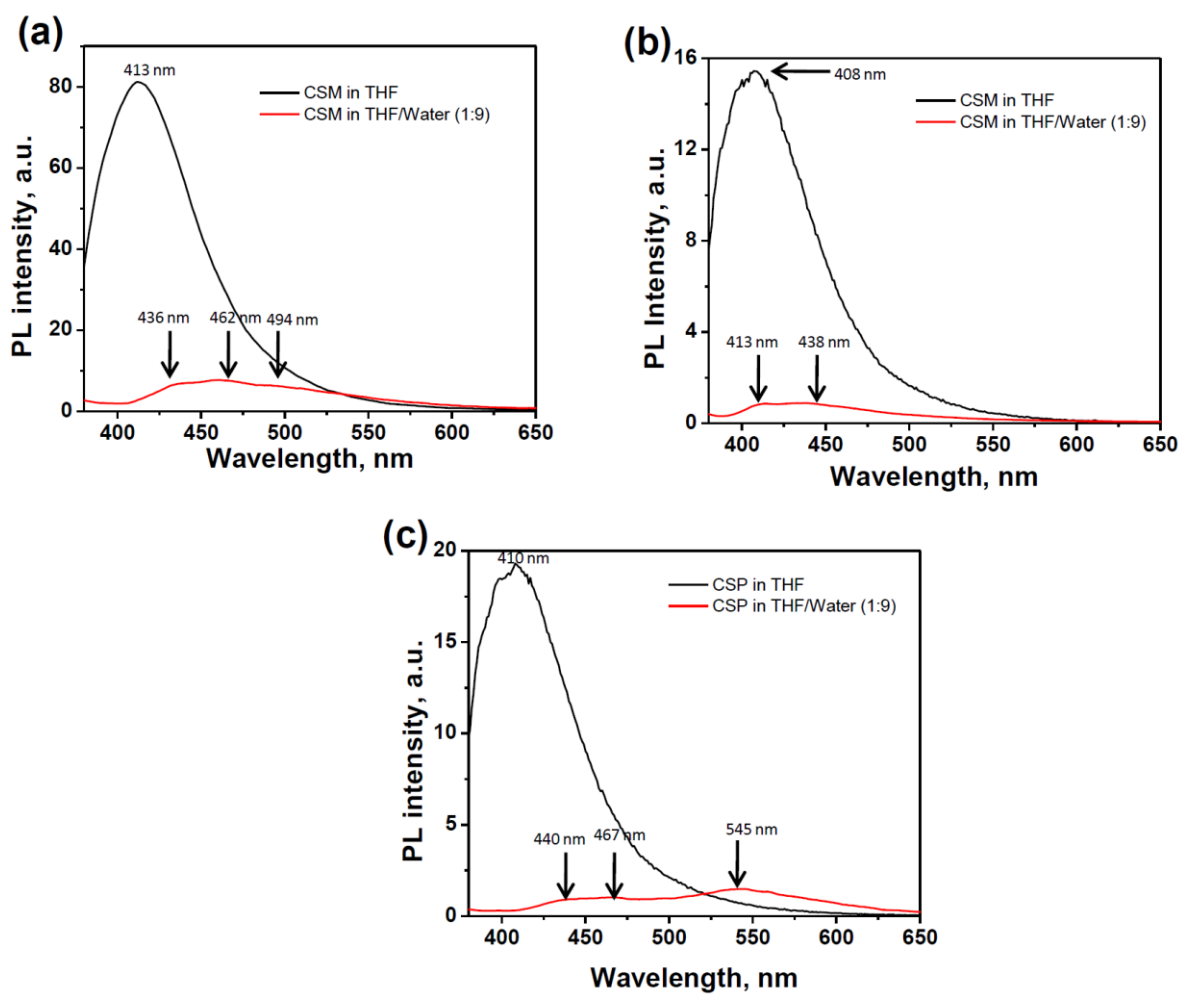 (a)
413 nm
CSM in THF
CSM in THF/Water (1:9)
436 nm
462 nm
494 nm
80
60
40
20
0
PL intensity, a.u.
400
450
500
550
600
650
Wavelength, nm
(b)
408 nm
CSM in THF
CSM in THF/Water (1:9)
413 nm
438 nm
16
12
8
4
0
PL Intensity, a.u.
400
450
500
550
600
650
Wavelength, nm
(c)
410 nm
CSP in THF
CSP in THF/Water (1:9)
440 nm
467 nm
545 nm
20
15
10
5
0
PL intensity, a.u.
400
450
500
550
600
650
Wavelength, nm